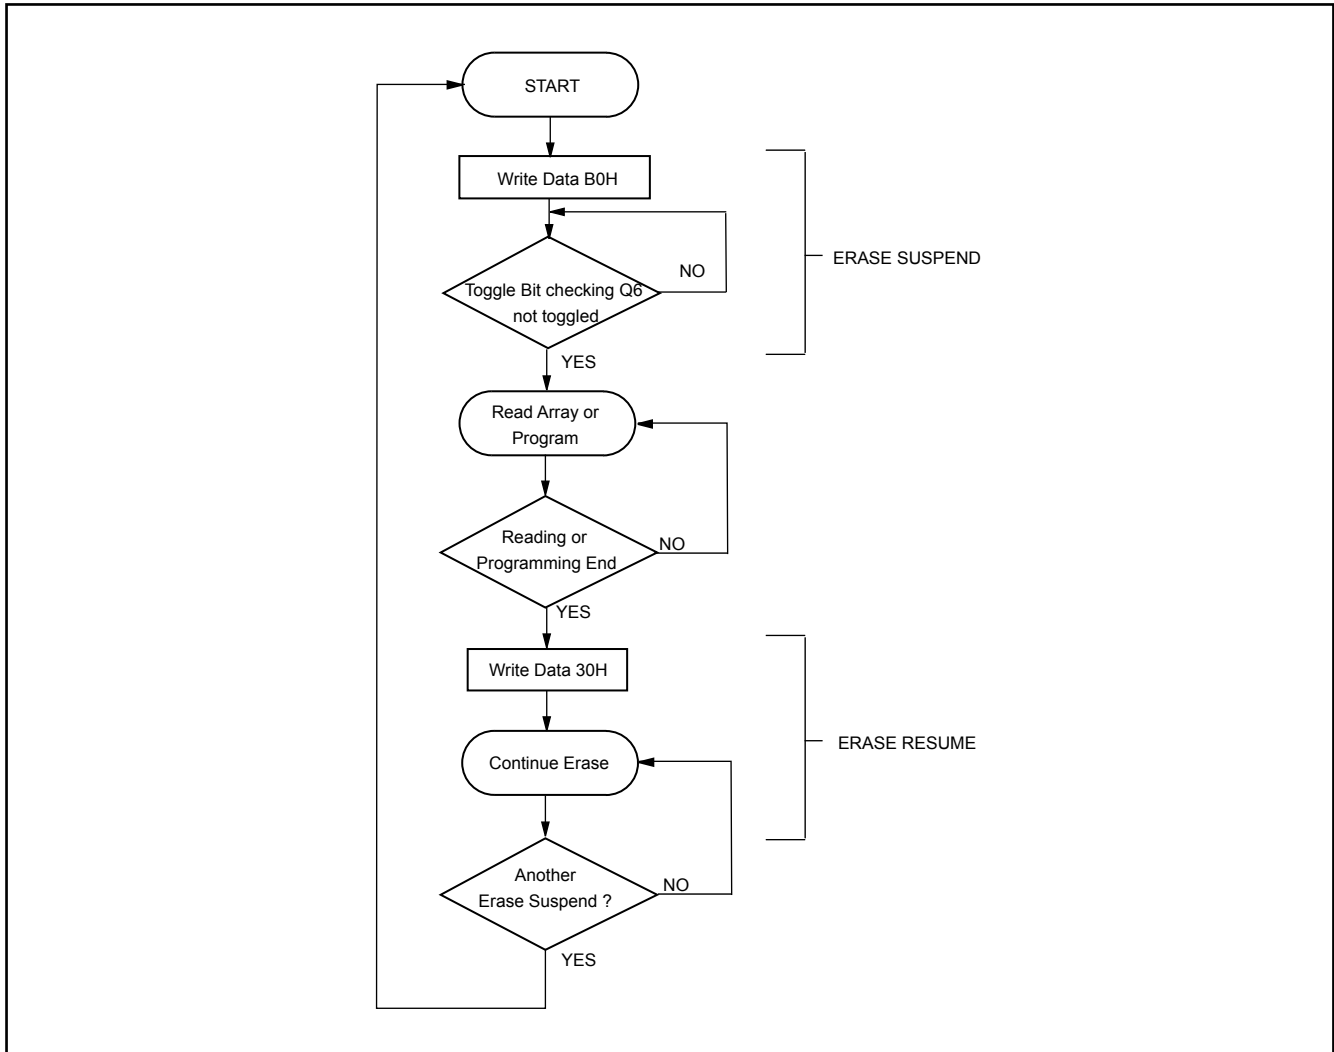 START
Write Data B0H
ERASE SUSPEND
NO
Toggle Bit checking Q6
not toggled
YES
Read Array or
Program
Reading or
Programming End
NO
YES
Write Data 30H
ERASE RESUME
Continue Erase
Another
Erase Suspend ?
NO
YES